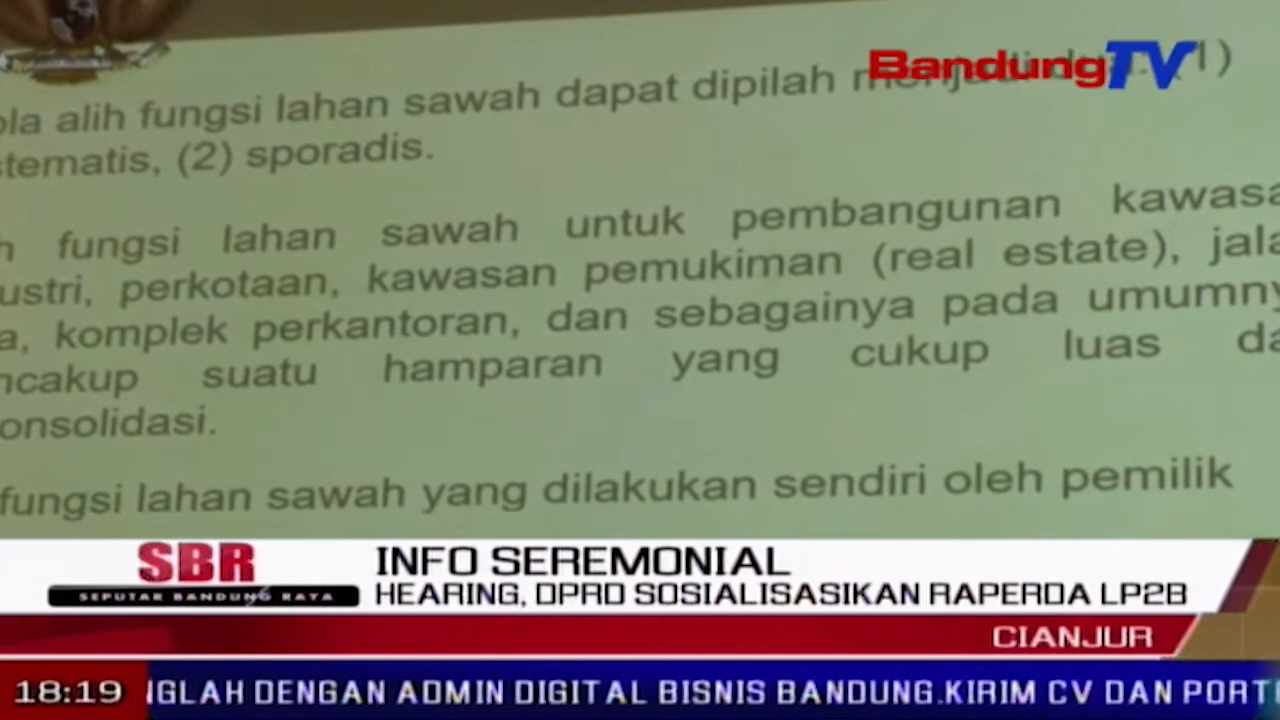 BandungTV
ola alih fungsi lahan sawah dapat dipilah menjadi dua: (1)
stematis, (2) sporadis.
h fungsi lahan sawah untuk pembangunan kawasa
ustri, perkotaan, kawasan pemukiman (real estate), jala
a, komplek perkantoran, dan sebagainya pada umumny
ncakup suatu hamparan yang cukup luas da
onsolidasi.
fungsi lahan sawah yang dilakukan sendiri oleh pemilik
SBR
SEPUTAR BANDUNG RAYA
INFO SEREMONIAL
HEARING, DPRD SOSIALISASIKAN RAPERDA LP2B
CIANJUR
18:19 NGLAH DENGAN ADMIN DIGITAL BISNIS BANDUNG.KIRIM CV DAN PORT